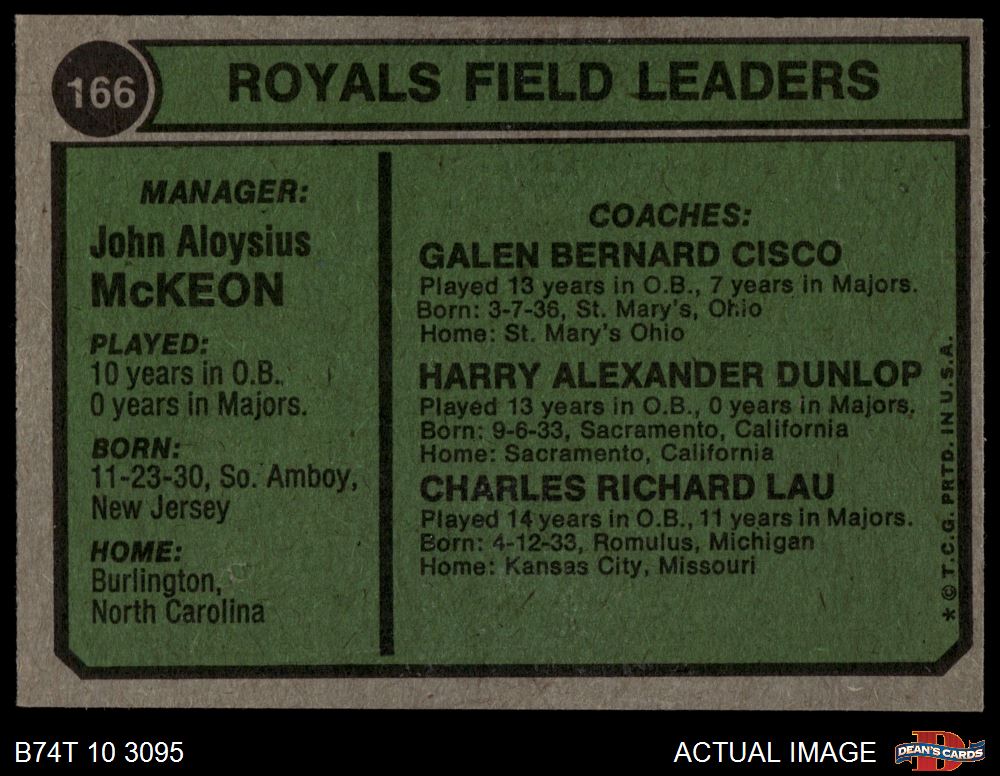 166
ROYALS FIELD LEADERS
MANAGER:
John Aloysius
McKEON
PLAYED:
10 years in O.B.
0 years in Majors.
BORN:
11-23-30, So. Amboy,
New Jersey
HOME:
Burlington,
North Carolina
COACHES:
GALEN BERNARD CISCO
Played 13 years in O.B., 7 years in Majors.
Born: 3-7-36, St. Mary's, Ohio
Home: St. Mary's Ohio
HARRY ALEXANDER DUNLOP
Played 13 years in O.B., 0 years in Majors.
Born: 9-6-33, Sacramento, California
Home: Sacramento, California
CHARLES RICHARD LAU
Played 14 years in O.B., 11 years in Majors.
Born: 4-12-33, Romulus, Michigan
Home: Kansas City, Missouri
* © T.C.G. PRTD. IN U.S.A.
B74T 10 3095
ACTUAL IMAGE
D
DEAN'S CARDS